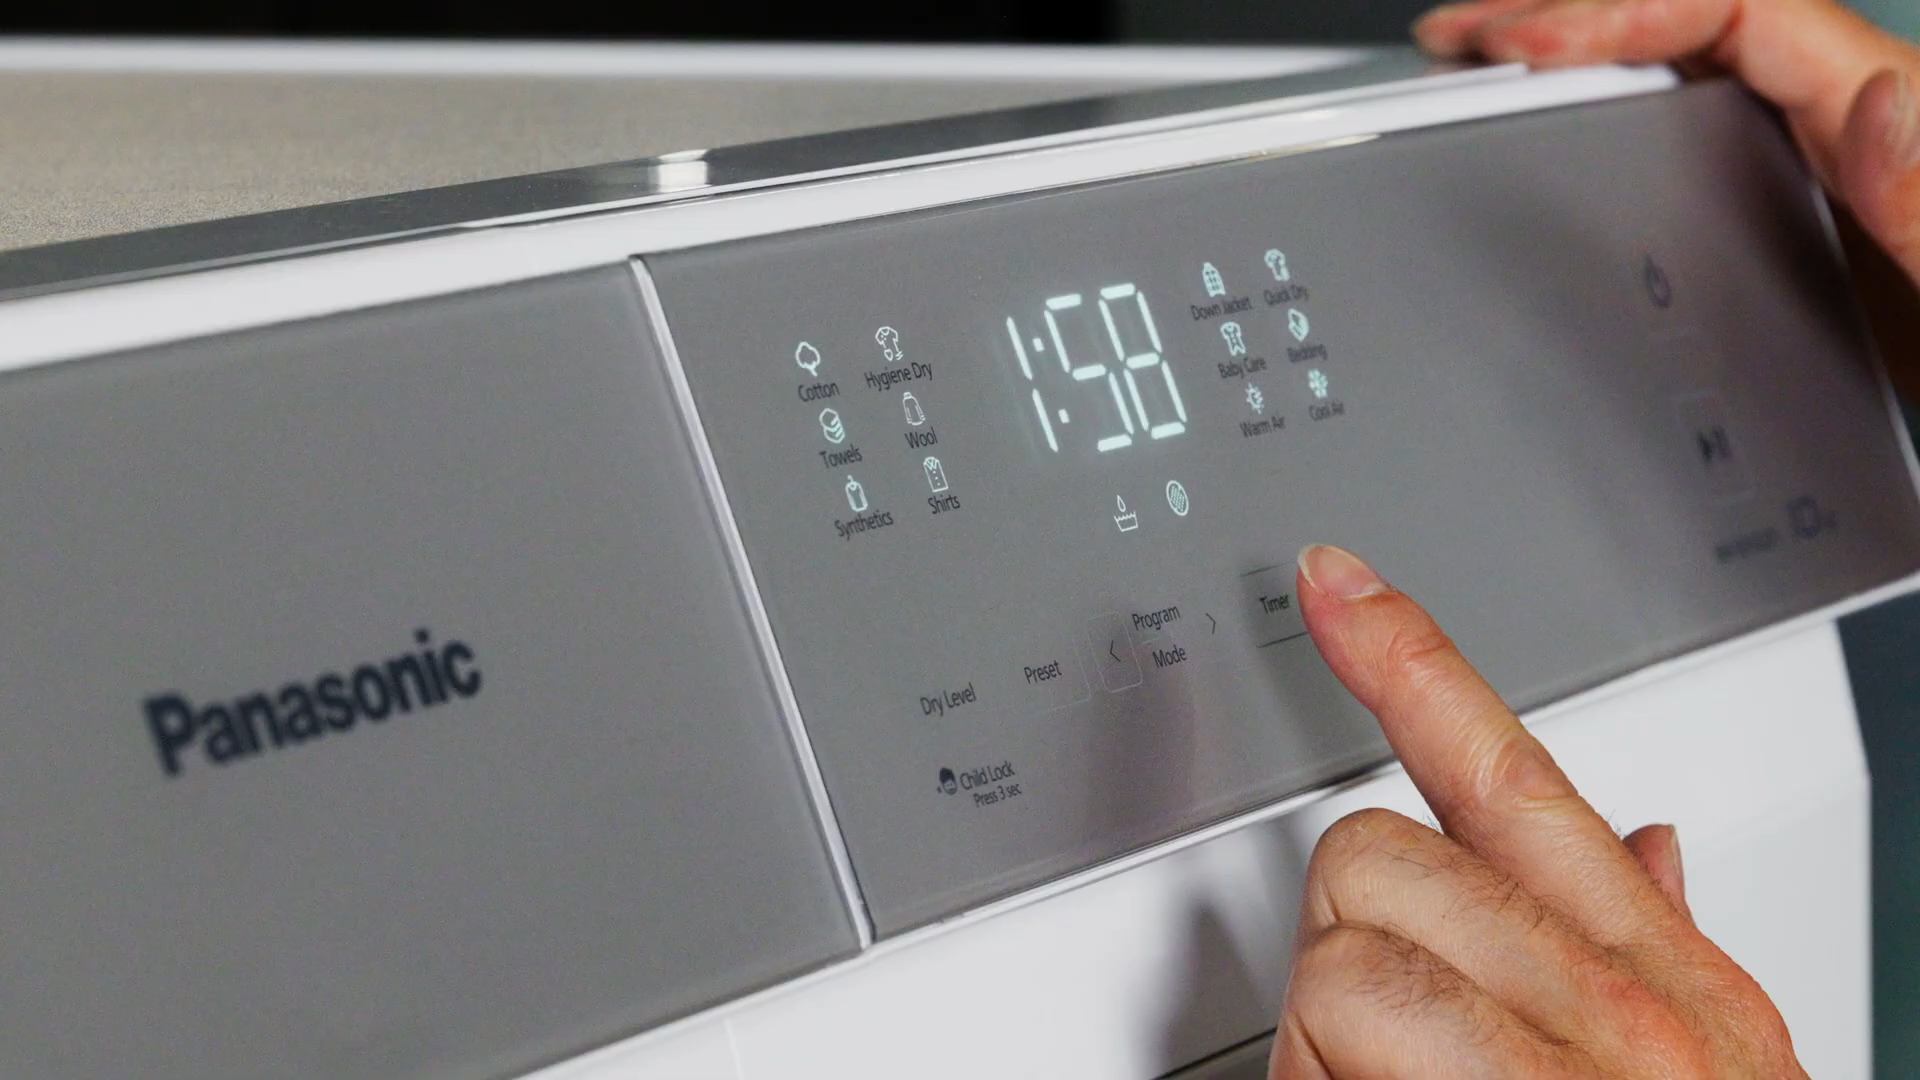 Panasonic
Cotton
Hygiene Dry
Towels
Wool
Synthetics
Shirts
1:58
Down Jacket
Quick Dry
Baby Care
Bedding
Warm Air
Cool Air
Dry Level
Preset
<
Program
Mode
>
Timer
Child Lock
Press 3 sec